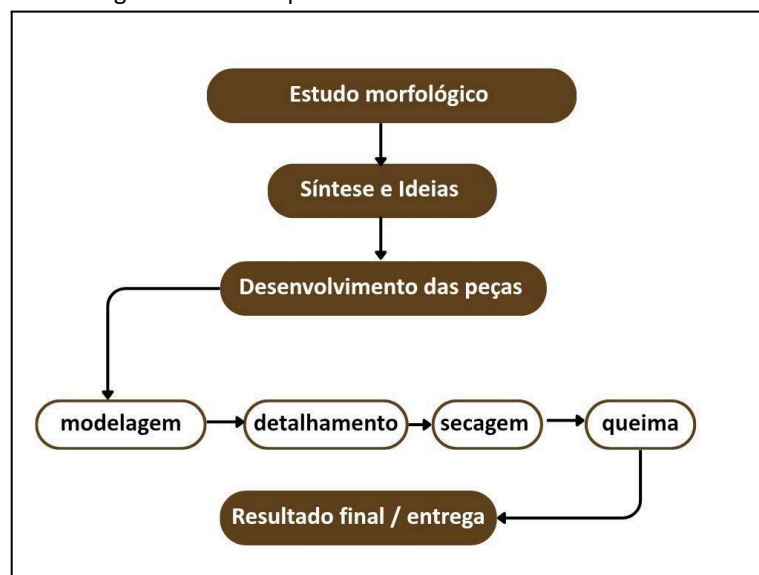 Estudo morfológico
Síntese e Ideias
Desenvolvimento das peças
modelagem
detalhamento
secagem
queima
Resultado final / entrega